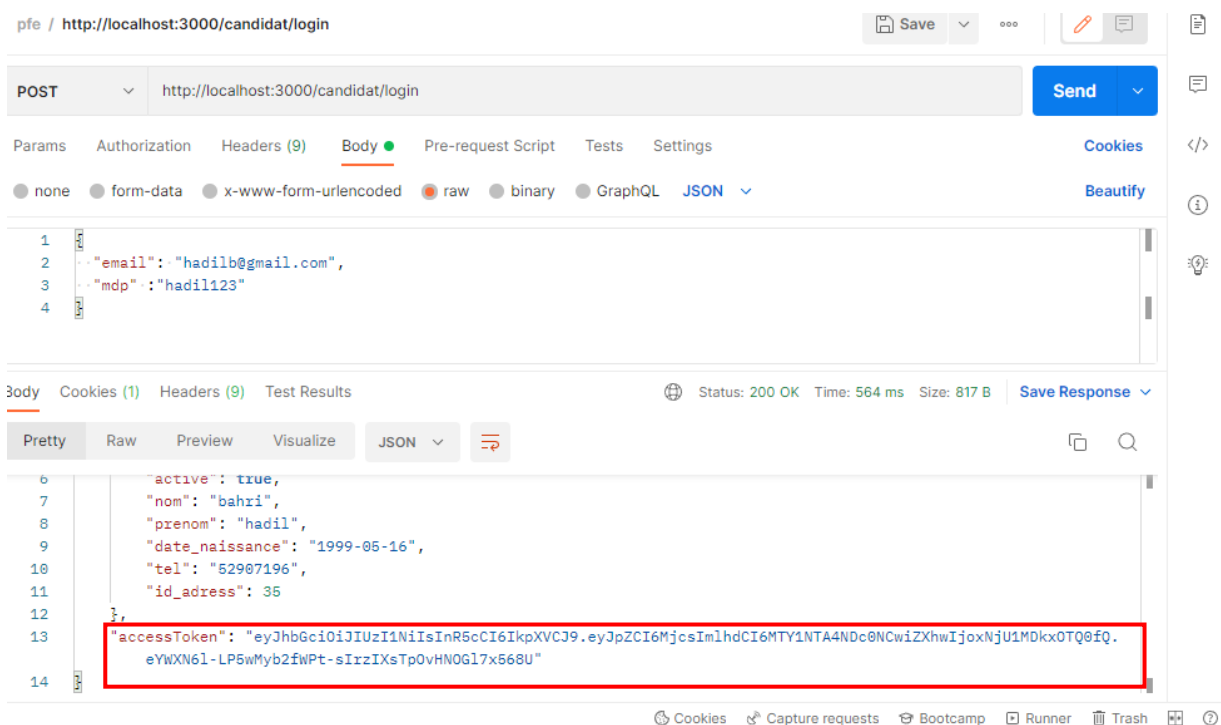 pfe / http://localhost:3000/candidat/login
Save
POST http://localhost:3000/candidat/login Send
Params Authorization Headers (9) Body Pre-request Script Tests Settings Cookies
none form-data x-www-form-urlencoded raw binary GraphQL JSON Beautify
1 {
2 "email": "hadilb@gmail.com",
3 "mdp" :"hadil123"
4 }
Body Cookies (1) Headers (9) Test Results Status: 200 OK Time: 564 ms Size: 817 B Save Response
Pretty Raw Preview Visualize JSON
6 "active": true,
7 "nom": "bahri",
8 "prenom": "hadil",
9 "date_naissance": "1999-05-16",
10 "tel": "52907196",
11 "id_adress": 35
12 },
13 "accessToken": "eyJhbGciOiJIUzI1NiIsInR5cCI6IkpXVCJ9.eyJpZCI6MjcsImlhdCI6MTY1NTA4NDc0NCwiZXhwIjoxNjU1MDkxOTQ0fQ.
eYWXN6l-LP5wMyb2fWPt-sIrzIXsTpOvHNOGl7x568U"
14 }
Cookies Capture requests Bootcamp Runner Trash